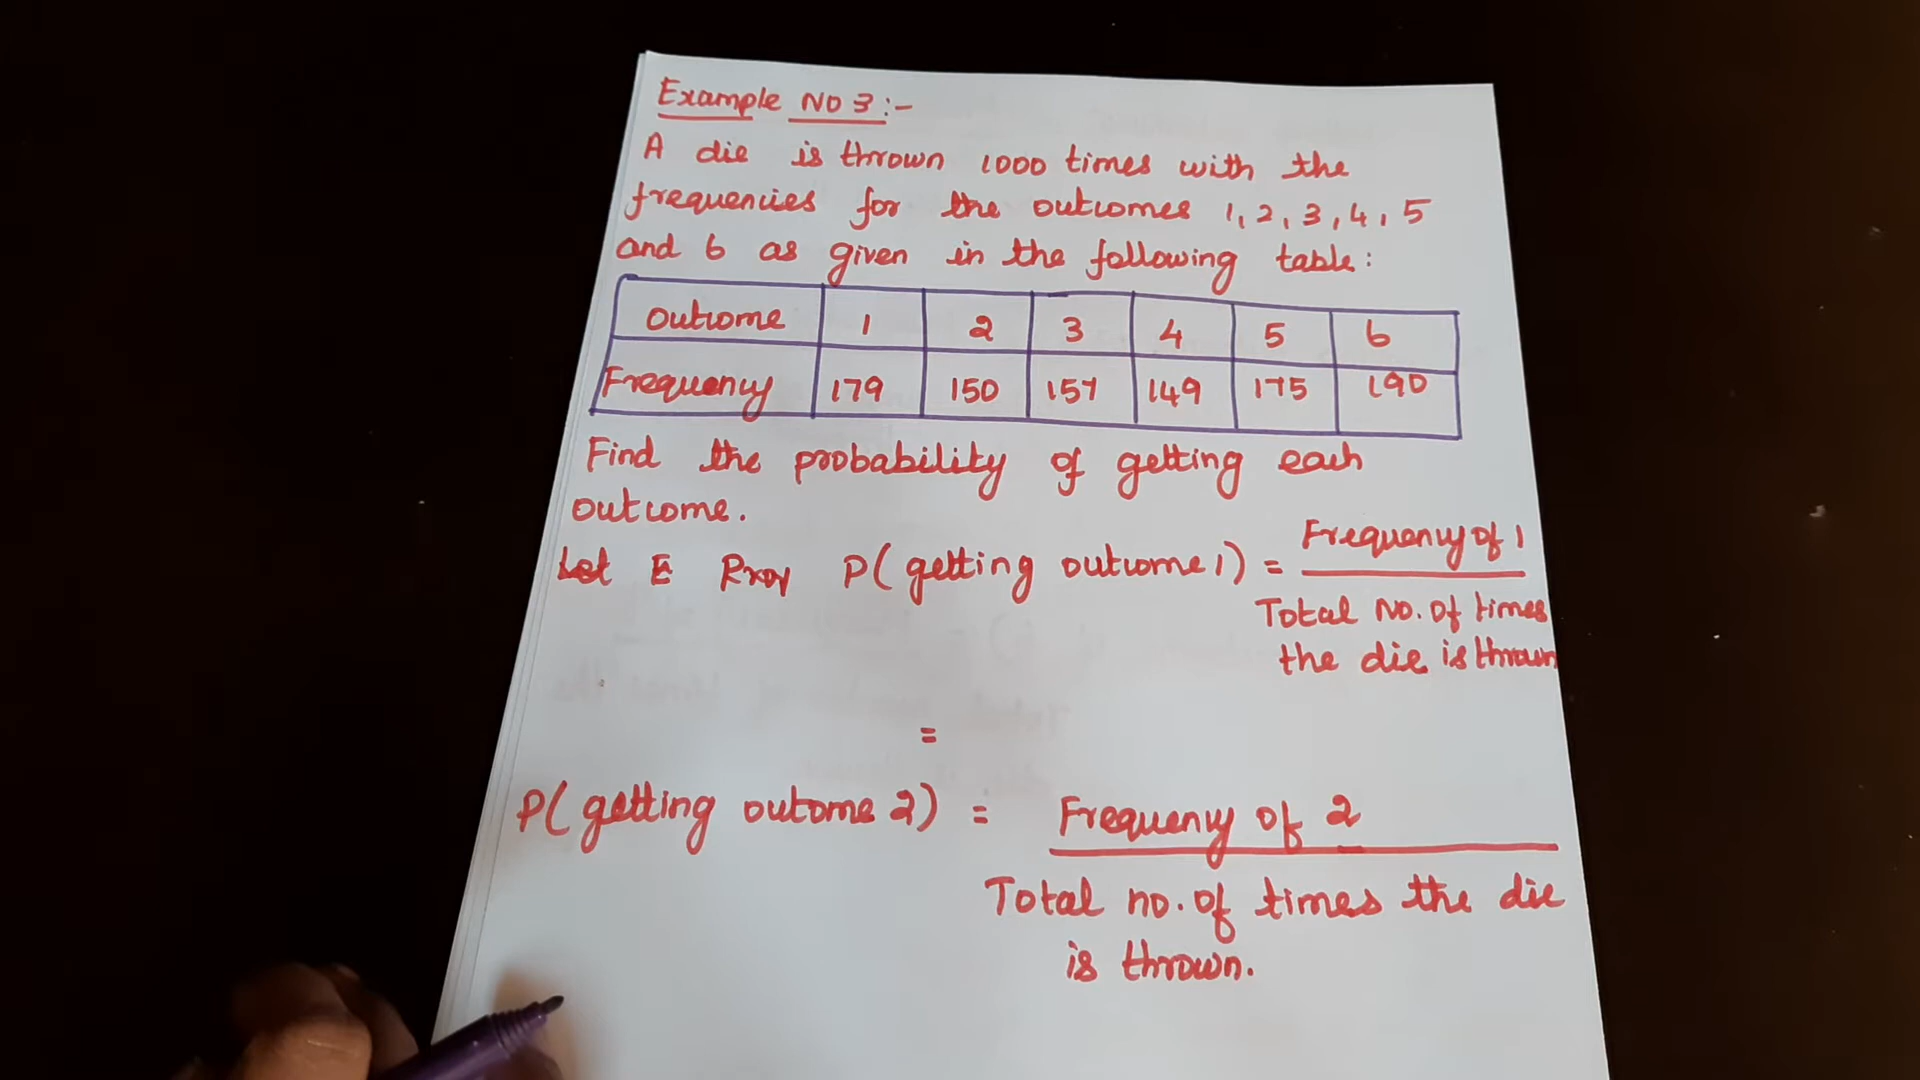 Example No 3:-
A die is thrown 1000 times with the
frequencies for the outcomes 1, 2, 3, 4, 5
and 6 as given in the following table:
Outcome 1 2 3 4 5 6
Frequency 179 150 157 149 175 190
Find the probability of getting each
outcome.
Let E P(getting outcome 1) = Frequency of 1
Total No. of times
the die is thrown
=
P(getting outcome 2) = Frequency of 2
Total no. of times the die
is thrown.